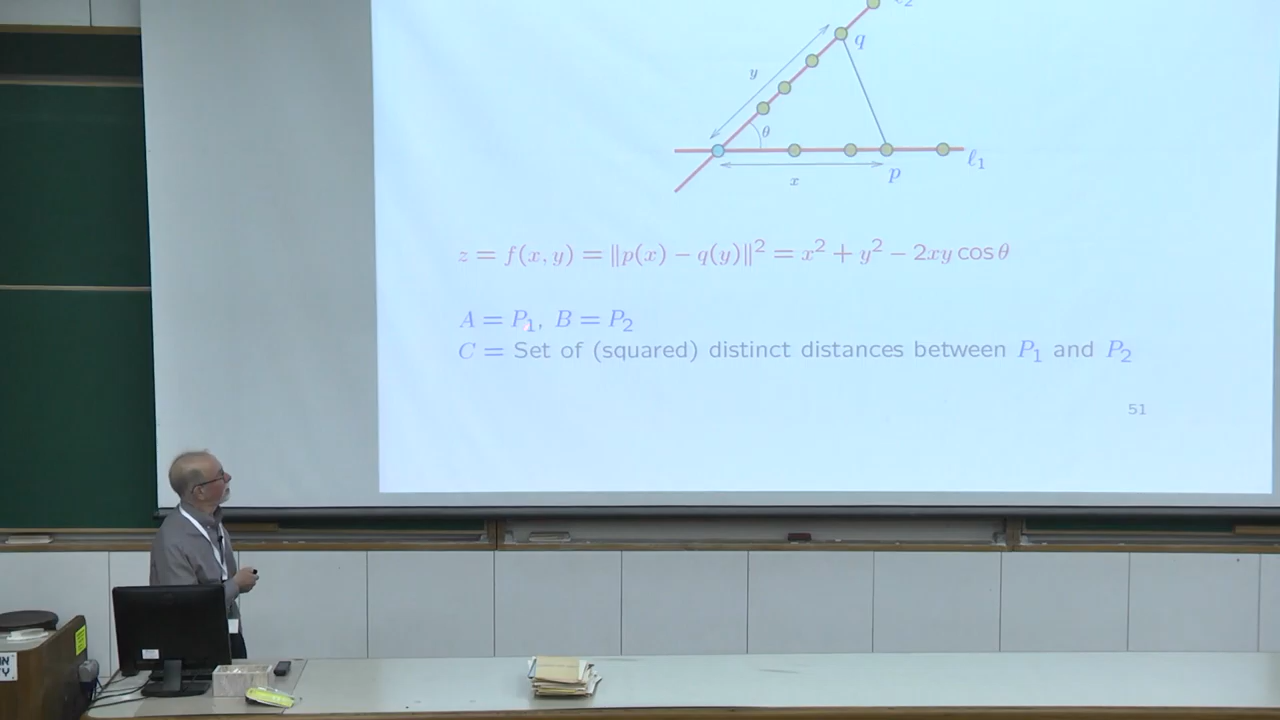 q
y
θ
ℓ₁
x
p
z = f(x, y) = ‖p(x) − q(y)‖² = x² + y² − 2xy cos θ
A = P₁, B = P₂
C = Set of (squared) distinct distances between P₁ and P₂
51